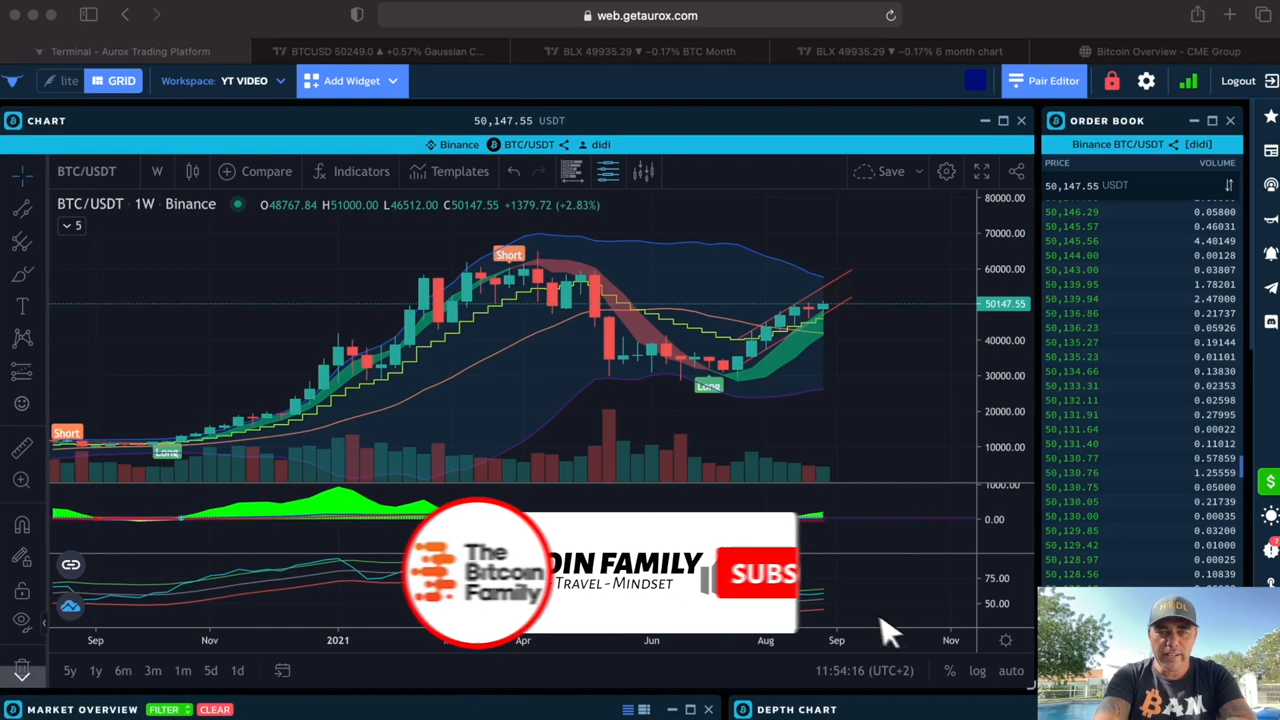 web.getaurox.com
Terminal - Aurox Trading Platform
BTCUSD 50249.0 ▲ +0.57% Gaussian C...
BLX 49935.29 ▼ −0.17% BTC Month
BLX 49935.29 ▼ −0.17% 6 month chart
Bitcoin Overview - CME Group
lite
GRID
Workspace: YT VIDEO
Add Widget
Pair Editor
Logout
CHART
50,147.55 USDT
Binance BTC/USDT didi
BTC/USDT W Compare Indicators Templates Save
BTC/USDT · 1W · Binance
O48767.84 H51000.00 L46512.00 C50147.55 +1379.72 (+2.83%)
5
Short
Long
Short
Long
70000.00
60000.00
50147.55
40000.00
30000.00
20000.00
10000.00
1000.00
0.00
75.00
50.00
The
Bitcoin
Family
OIN FAMILY
TRAVEL-MINDSET
SUBS
Sep Nov 2021 Apr Jun Aug Sep Nov
5y 1y 6m 3m 1m 5d 1d
11:54:16 (UTC+2) % log auto
MARKET OVERVIEW FILTER CLEAR
DEPTH CHART
ORDER BOOK
Binance BTC/USDT [didi]
PRICE VOLUME
50,147.55 USDT
50,146.29 0.05800
50,145.57 0.46031
50,145.56 4.40149
50,144.00 0.00128
50,143.00 0.03807
50,139.95 1.78201
50,139.94 2.47000
50,136.86 0.21737
50,136.23 0.05926
50,135.27 0.19144
50,135.23 0.01101
50,134.66 0.13830
50,133.31 0.02353
50,132.11 0.02598
50,131.91 0.27995
50,131.64 0.00022
50,131.40 0.11012
50,130.77 0.57859
50,130.76 1.25559
50,130.75 0.05000
50,130.05 0.21739
50,130.00 0.00035
50,129.85 0.03200
50,129.42 0.01000
50,128.97 0.00025
50,128.56 0.10839